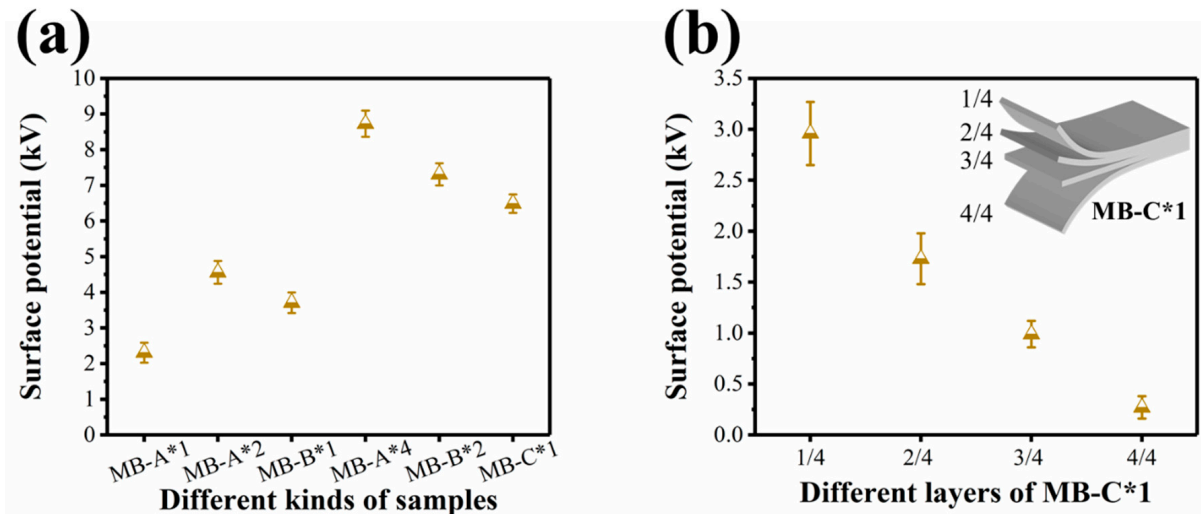 (a)
Surface potential (kV)
10
9
8
7
6
5
4
3
2
1
0
MB-A*1
MB-A*2
MB-B*1
MB-A*4
MB-B*2
MB-C*1
Different kinds of samples
(b)
Surface potential (kV)
3.5
3.0
2.5
2.0
1.5
1.0
0.5
0.0
1/4
2/4
3/4
4/4
MB-C*1
1/4
2/4
3/4
4/4
Different layers of MB-C*1